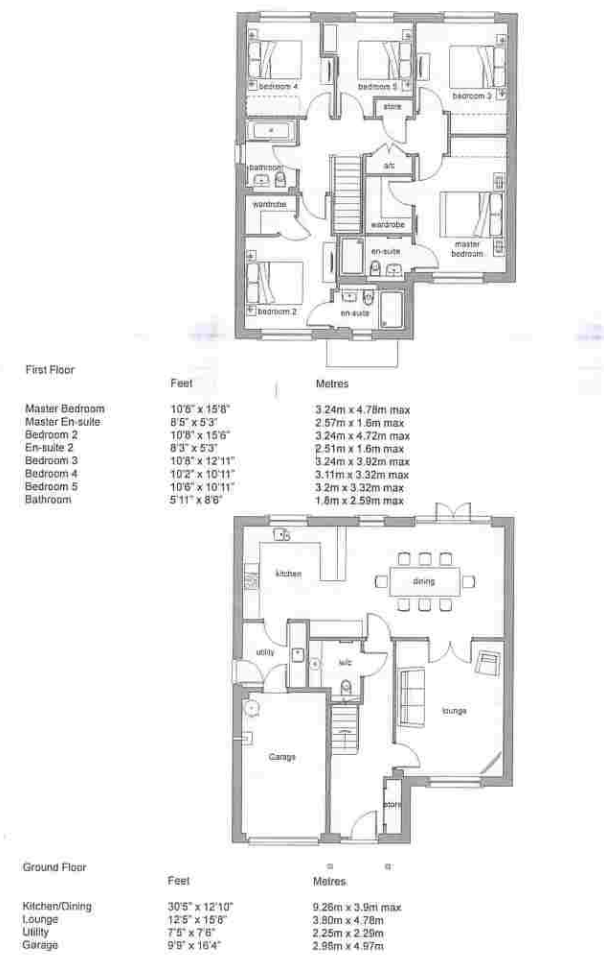 bedroom 4
bedroom 5
bedroom 3
store
bathroom
a/c
wardrobe
wardrobe
en-suite
master
bedroom
bedroom 2
en-suite
First Floor
Feet Metres
Master Bedroom 10'8" x 15'8" 3.24m x 4.78m max
Master En-suite 8'5" x 5'3" 2.57m x 1.6m max
Bedroom 2 10'8" x 15'6" 3.24m x 4.72m max
En-suite 2 8'3" x 5'3" 2.51m x 1.6m max
Bedroom 3 10'8" x 12'11" 3.24m x 3.92m max
Bedroom 4 10'2" x 10'11" 3.11m x 3.32m max
Bedroom 5 10'6" x 10'11" 3.2m x 3.32m max
Bathroom 5'11" x 8'6" 1.8m x 2.59m max
kitchen
dining
utility
w/c
lounge
Garage
store
Ground Floor
Feet Metres
Kitchen/Dining 30'5" x 12'10" 9.26m x 3.9m max
Lounge 12'5" x 15'8" 3.80m x 4.78m
Utility 7'5" x 7'6" 2.25m x 2.29m
Garage 9'9" x 16'4" 2.98m x 4.97m